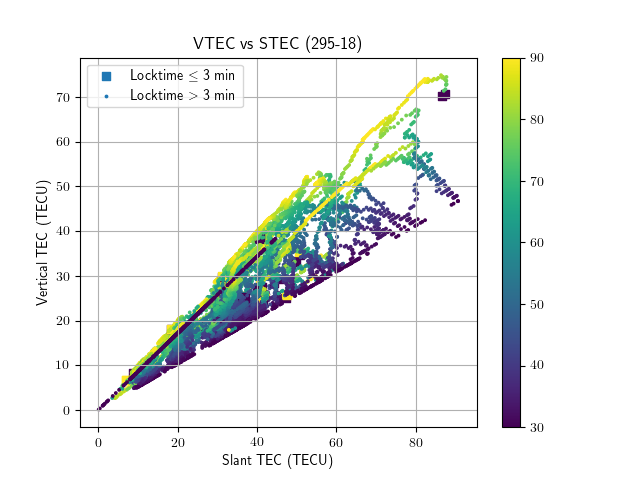 VTEC vs STEC (295-18)
Locktime ≤ 3 min
Locktime > 3 min
Vertical TEC (TECU)
70
60
50
40
30
20
10
0
0 20 40 60 80
Slant TEC (TECU)
90
80
70
60
50
40
30